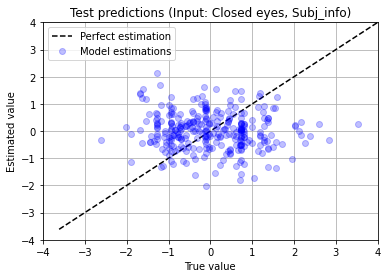 Test predictions (Input: Closed eyes, Subj_info)
4
3
2
1
0
−1
−2
−3
−4
Estimated value
Perfect estimation
Model estimations
−4 −3 −2 −1 0 1 2 3 4
True value